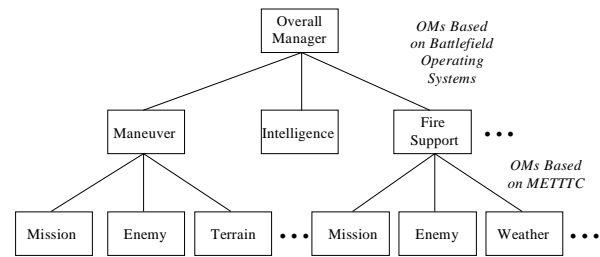 Overall
Manager
OMs Based
on Battlefield
Operating
Systems
Maneuver
Intelligence
Fire
Support
• • •
OMs Based
on METTTC
Mission
Enemy
Terrain
• • •
Mission
Enemy
Weather
• • •